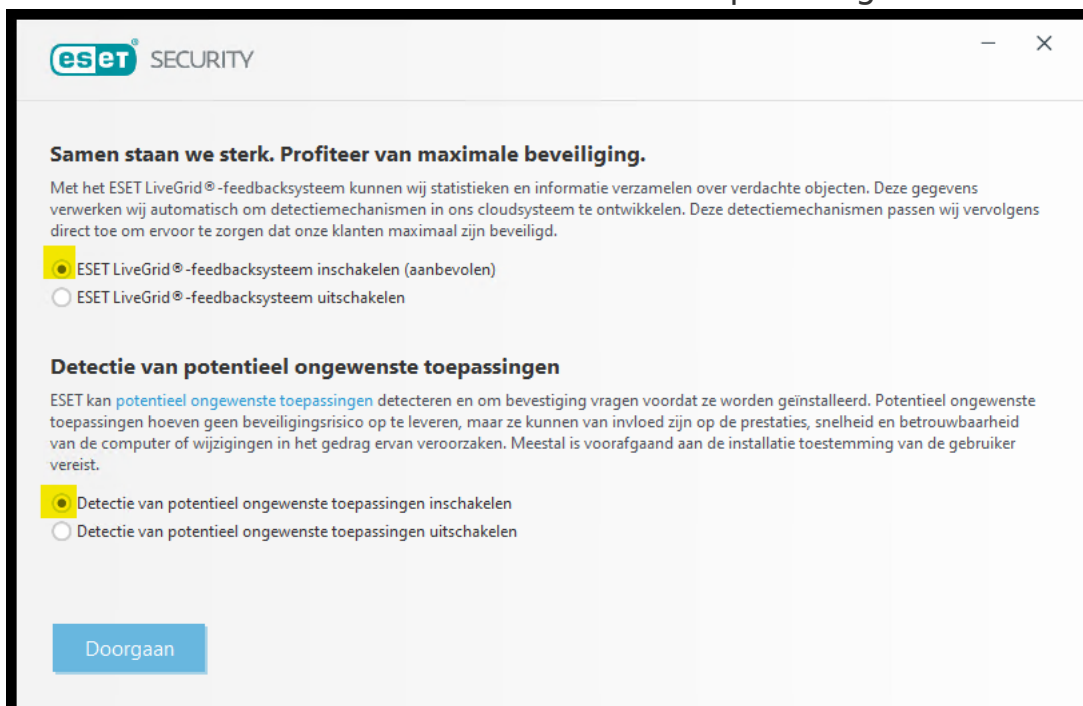 eset® SECURITY
Samen staan we sterk. Profiteer van maximale beveiliging.
Met het ESET LiveGrid®-feedbacksysteem kunnen wij statistieken en informatie verzamelen over verdachte objecten. Deze gegevens
verwerken wij automatisch om detectiemechanismen in ons cloudsysteem te ontwikkelen. Deze detectiemechanismen passen wij vervolgens
direct toe om ervoor te zorgen dat onze klanten maximaal zijn beveiligd.
ESET LiveGrid®-feedbacksysteem inschakelen (aanbevolen)
ESET LiveGrid®-feedbacksysteem uitschakelen
Detectie van potentieel ongewenste toepassingen
ESET kan potentieel ongewenste toepassingen detecteren en om bevestiging vragen voordat ze worden geïnstalleerd. Potentieel ongewenste
toepassingen hoeven geen beveiligingsrisico op te leveren, maar ze kunnen van invloed zijn op de prestaties, snelheid en betrouwbaarheid
van de computer of wijzigingen in het gedrag ervan veroorzaken. Meestal is voorafgaand aan de installatie toestemming van de gebruiker
vereist.
Detectie van potentieel ongewenste toepassingen inschakelen
Detectie van potentieel ongewenste toepassingen uitschakelen
Doorgaan